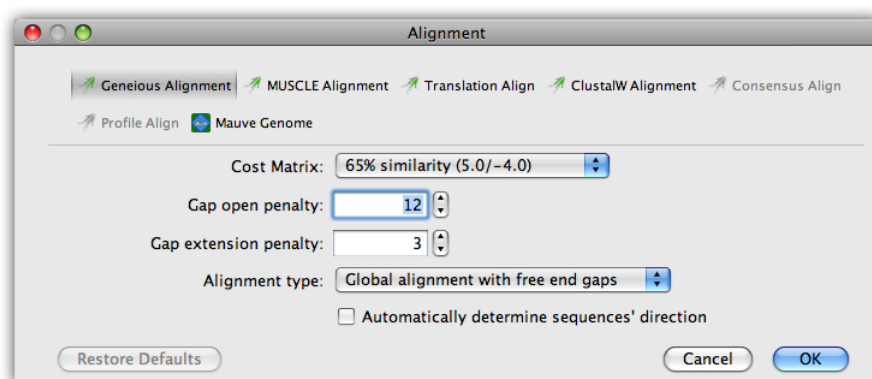 Alignment
Geneious Alignment MUSCLE Alignment Translation Align ClustalW Alignment Consensus Align
Profile Align Mauve Genome
Cost Matrix: 65% similarity (5.0/-4.0)
Gap open penalty: 12
Gap extension penalty: 3
Alignment type: Global alignment with free end gaps
Automatically determine sequences' direction
Restore Defaults Cancel OK